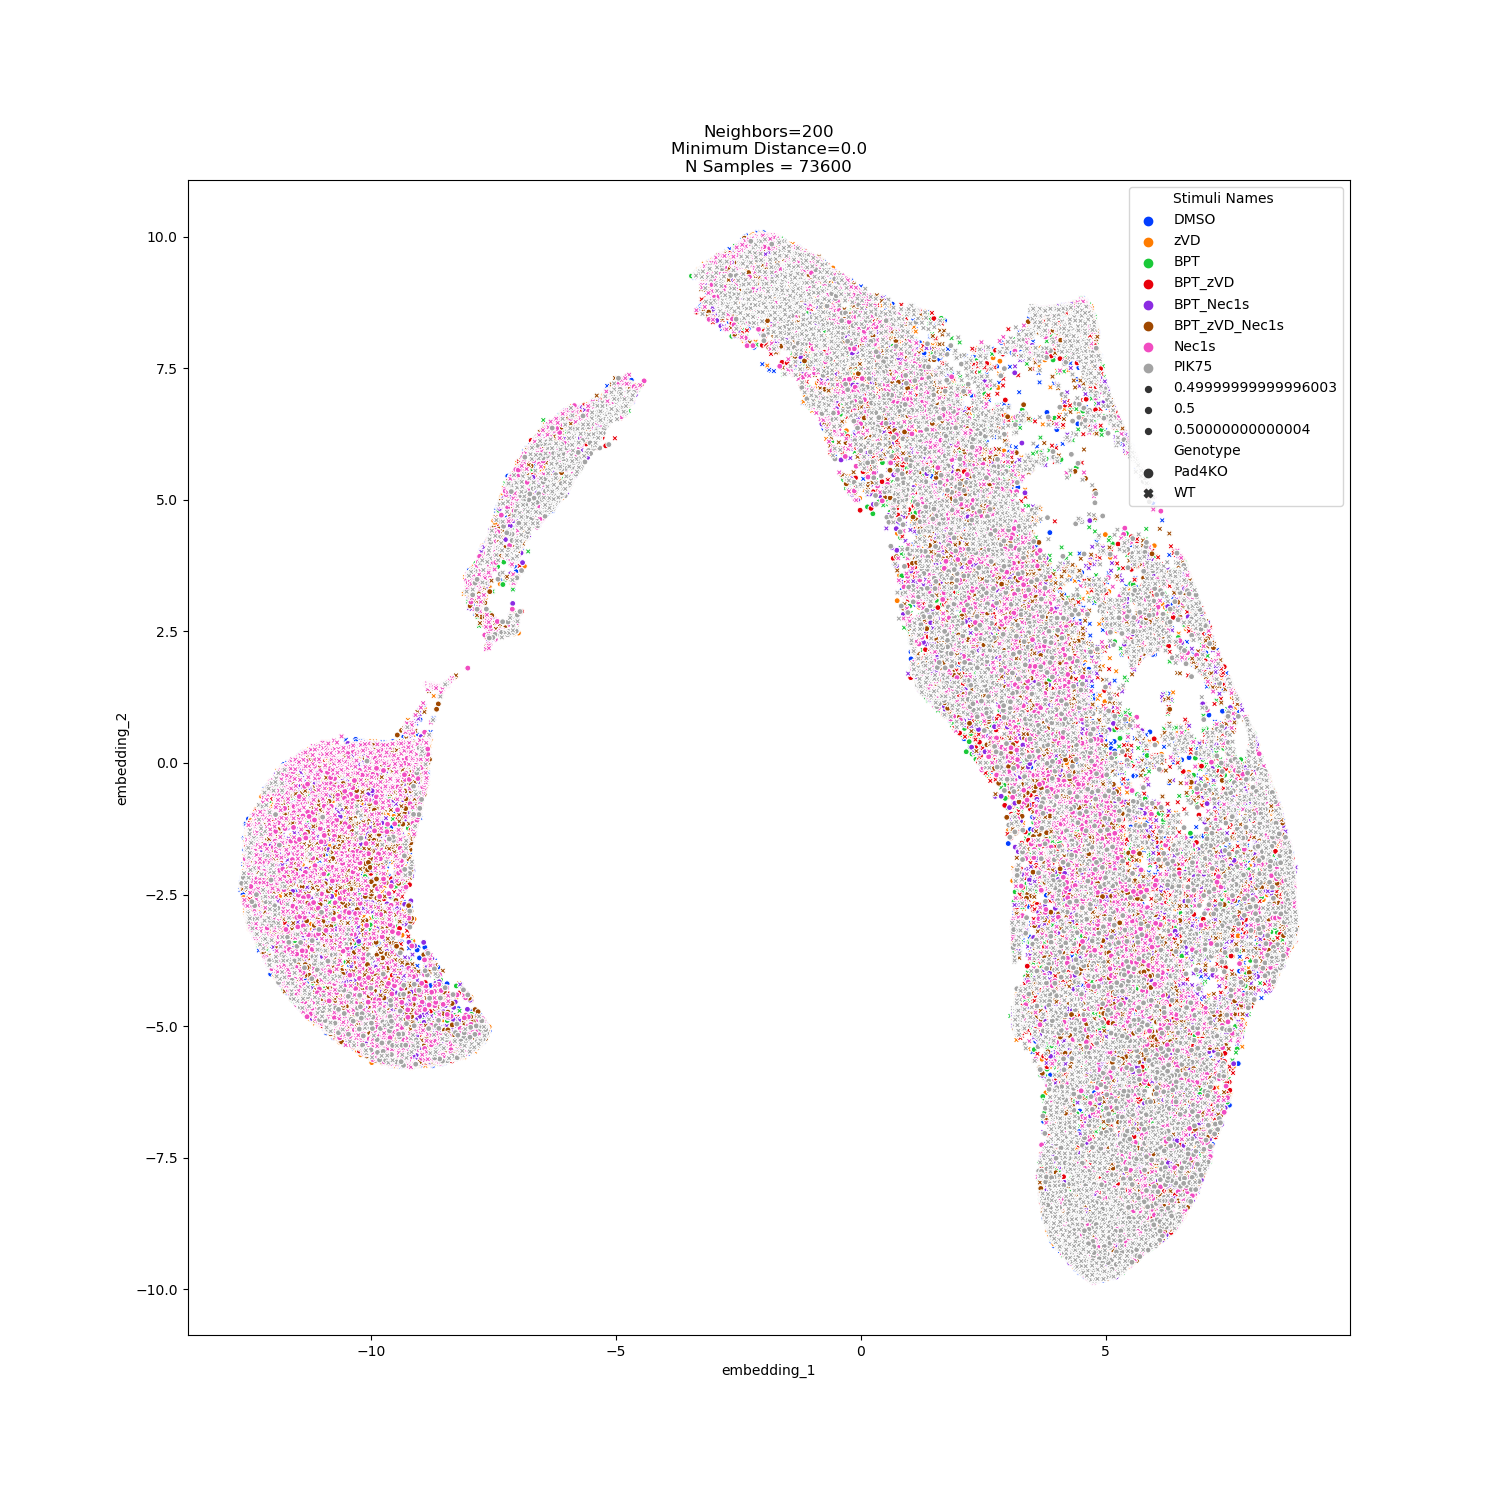 Neighbors=200
Minimum Distance=0.0
N Samples = 73600
Stimuli Names
DMSO
zVD
BPT
BPT_zVD
BPT_Nec1s
BPT_zVD_Nec1s
Nec1s
PIK75
0.49999999999996003
0.5
0.50000000000004
Genotype
Pad4KO
WT
10.0
7.5
5.0
2.5
0.0
−2.5
−5.0
−7.5
−10.0
embedding_2
−10
−5
0
5
embedding_1